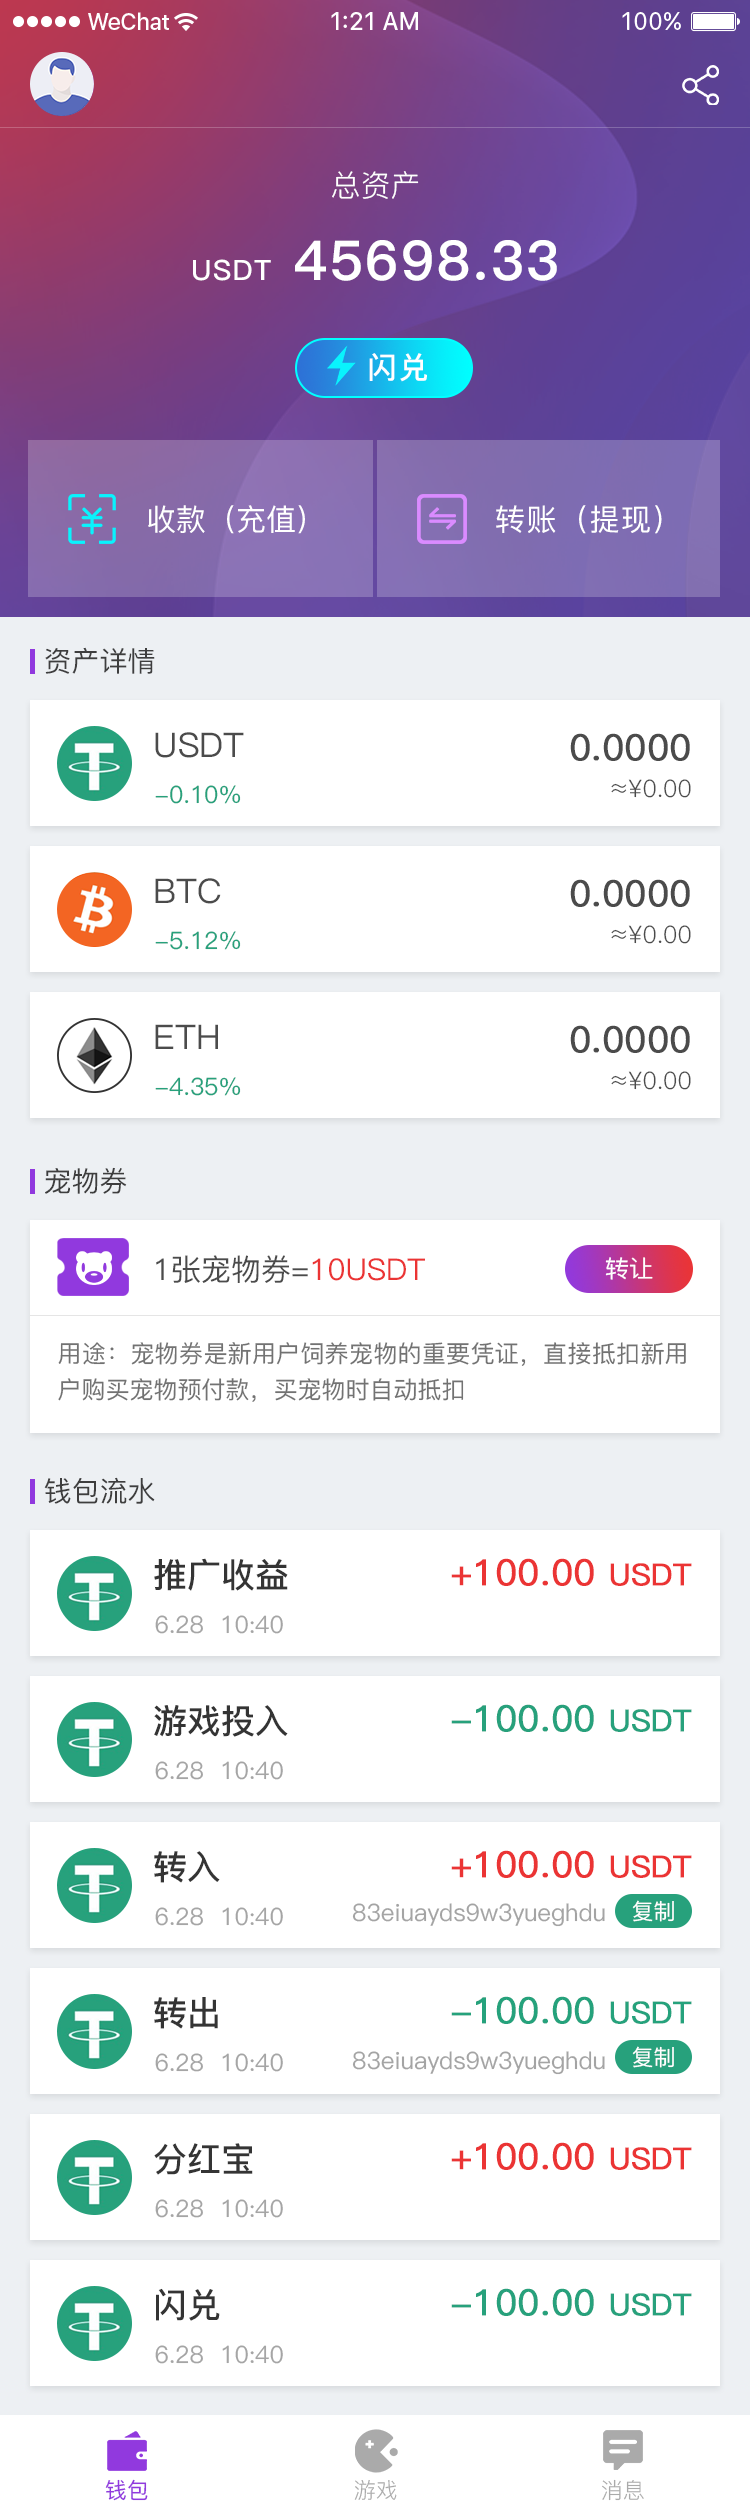 WeChat 1:21 AM 100%
总资产
USDT 45698.33
闪兑
收款（充值） 转账（提现）
资产详情
USDT 0.0000
-0.10% ≈¥0.00
BTC 0.0000
-5.12% ≈¥0.00
ETH 0.0000
-4.35% ≈¥0.00
宠物券
1张宠物券=10USDT 转让
用途：宠物券是新用户饲养宠物的重要凭证，直接抵扣新用
户购买宠物预付款，买宠物时自动抵扣
钱包流水
推广收益 +100.00 USDT
6.28 10:40
游戏投入 -100.00 USDT
6.28 10:40
转入 +100.00 USDT
6.28 10:40 83eiuayds9w3yueghdu 复制
转出 -100.00 USDT
6.28 10:40 83eiuayds9w3yueghdu 复制
分红宝 +100.00 USDT
6.28 10:40
闪兑 -100.00 USDT
6.28 10:40
钱包 游戏 消息